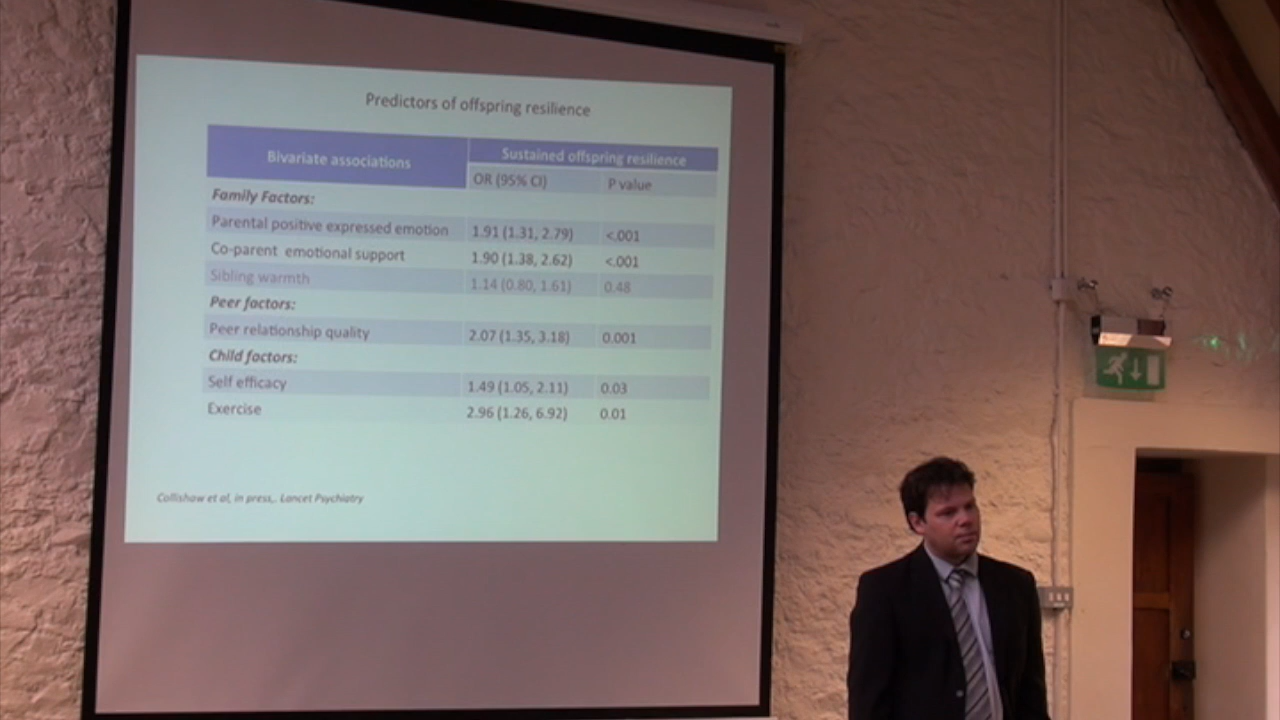 Predictors of offspring resilience
Bivariate associations
Sustained offspring resilience
OR (95% CI) P value
Family Factors:
Parental positive expressed emotion 1.91 (1.31, 2.79) <.001
Co-parent emotional support 1.90 (1.38, 2.62) <.001
Sibling warmth 1.14 (0.80, 1.61) 0.48
Peer factors:
Peer relationship quality 2.07 (1.35, 3.18) 0.001
Child factors:
Self efficacy 1.49 (1.05, 2.11) 0.03
Exercise 2.96 (1.26, 6.92) 0.01
Collishaw et al, in press,. Lancet Psychiatry